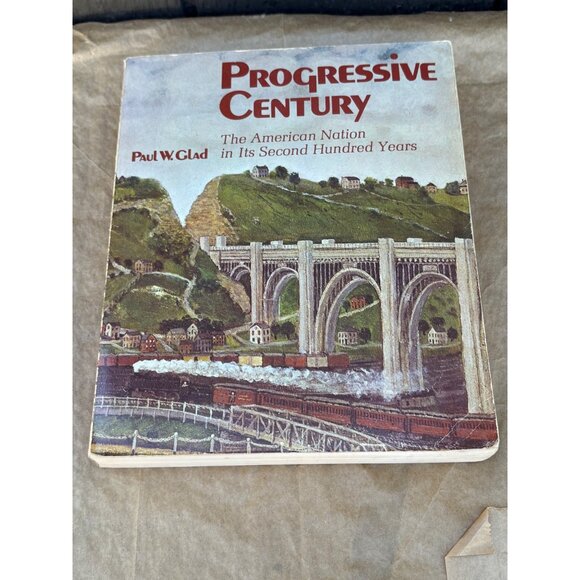 PROGRESSIVE
CENTURY
The American Nation
in Its Second Hundred Years
Paul W. Glad